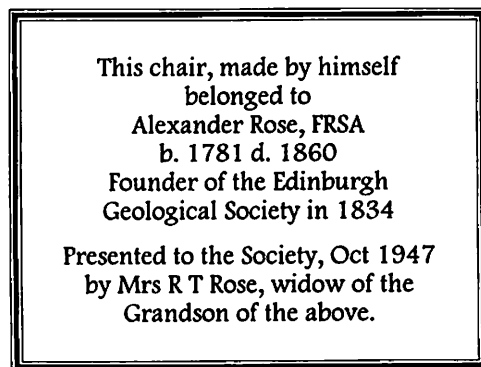 This chair, made by himself
belonged to
Alexander Rose, FRSA
b. 1781 d. 1860
Founder of the Edinburgh
Geological Society in 1834
Presented to the Society, Oct 1947
by Mrs R T Rose, widow of the
Grandson of the above.